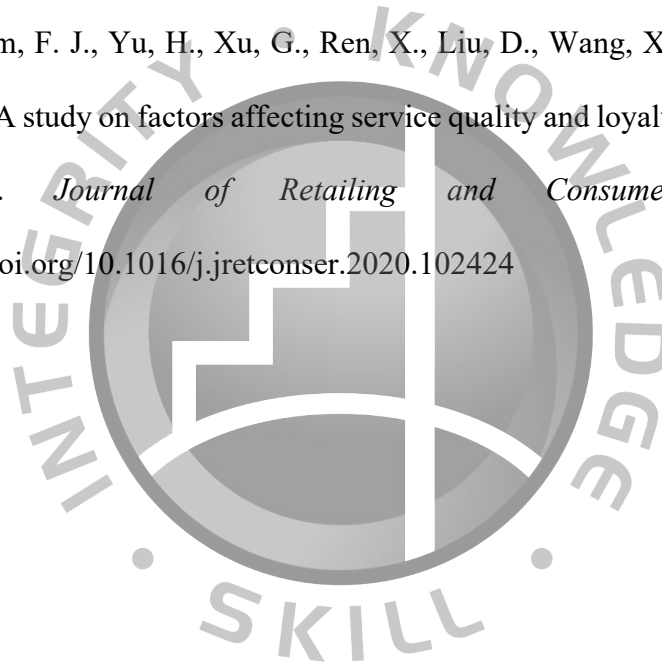 m, F. J., Yu, H., Xu, G., Ren, X., Liu, D., Wang, X
A study on factors affecting service quality and loyalt
. Journal of Retailing and Consume
oi.org/10.1016/j.jretconser.2020.102424
INTEGRITY • KNOWLEDGE • SKILL •